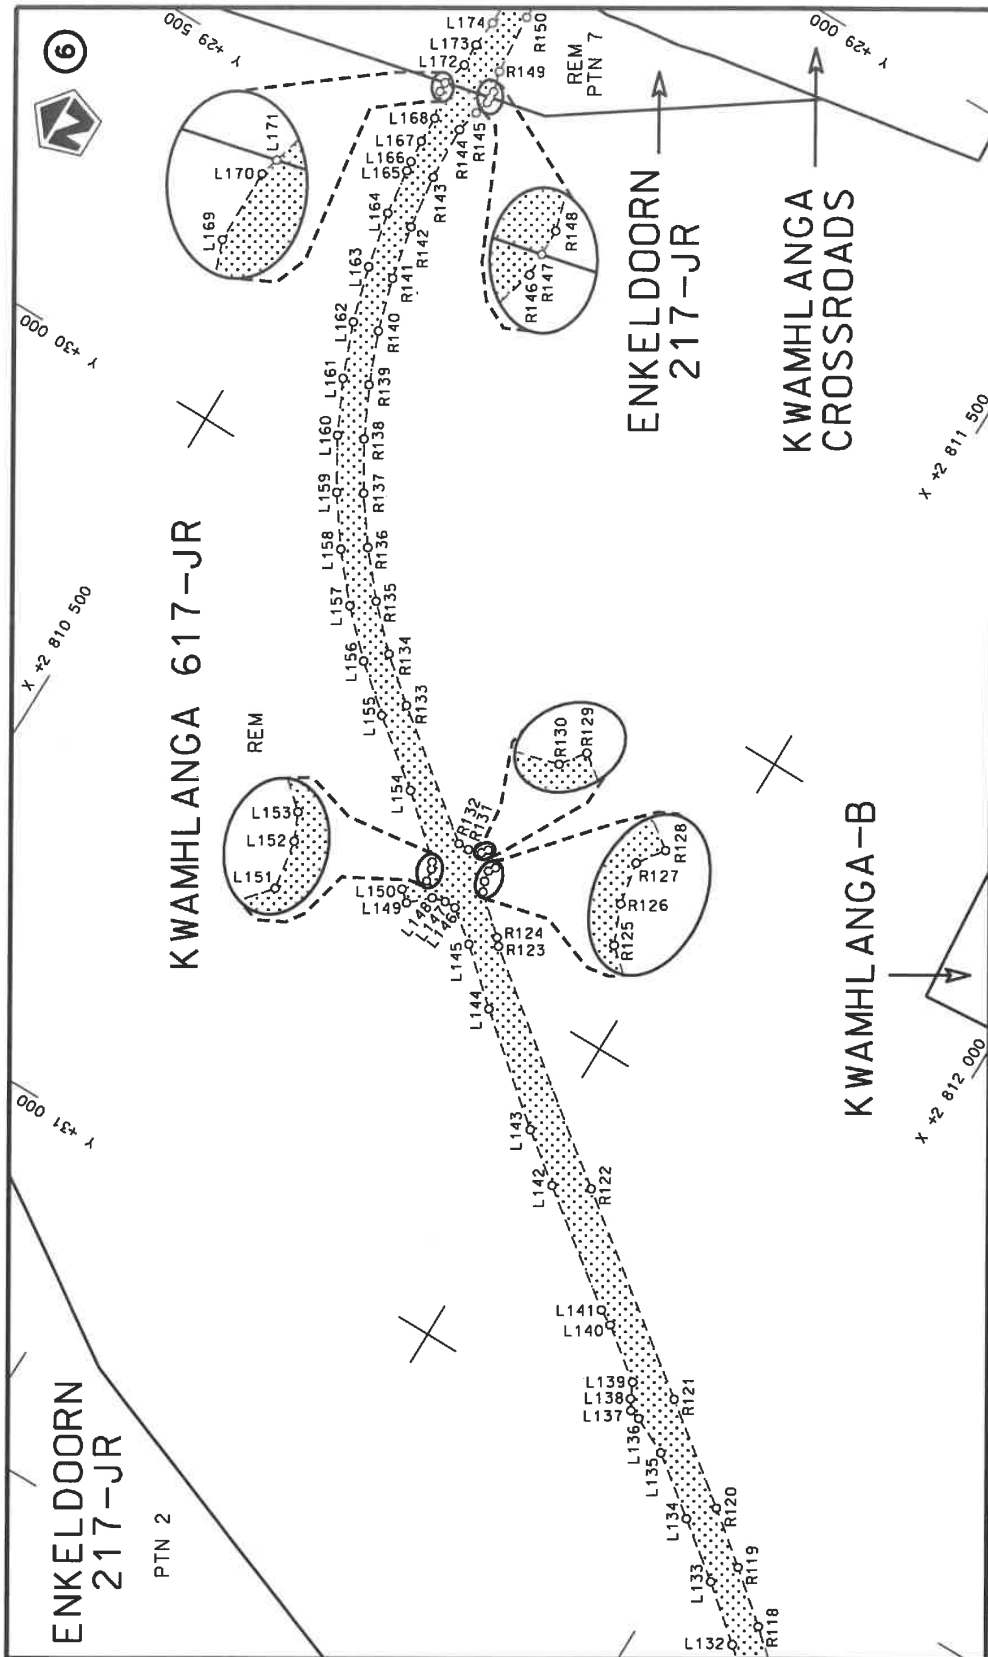 6
Y +29 500
Y +29 000
Y +30 000
Y +31 000
X +2 810 500
X +2 811 500
X +2 812 000
ENKELDOORN
217-JR
PTN 2
KWAMHLANGA 617-JR
REM
KWAMHLANGA-B
ENKELDOORN
217-JR
KWAMHLANGA
CROSSROADS
REM
PTN 7
L132
L133
L134
L135
L136
L137
L138
L139
L140
L141
L142
L143
L144
L145
L146
L147
L148
L149
L150
L151
L152
L153
L154
L155
L156
L157
L158
L159
L160
L161
L162
L163
L164
L165
L166
L167
L168
L169
L170
L171
L172
L173
L174
R118
R119
R120
R121
R122
R123
R124
R125
R126
R127
R128
R129
R130
R131
R132
R133
R134
R135
R136
R137
R138
R139
R140
R141
R142
R143
R144
R145
R146
R147
R148
R149
R150